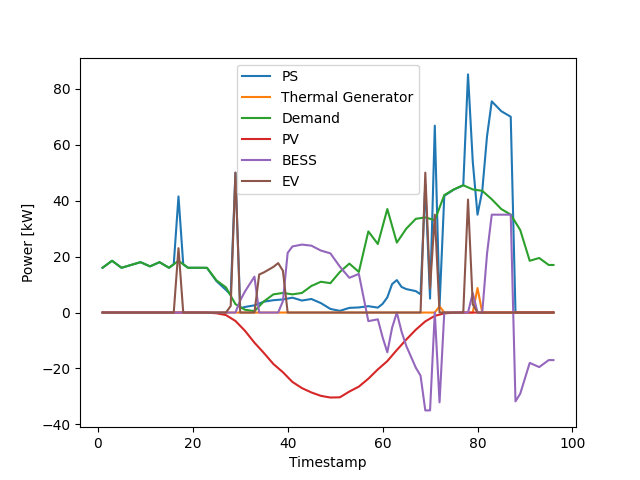 PS
Thermal Generator
Demand
PV
BESS
EV
Power [kW]
80
60
40
20
0
−20
−40
0 20 40 60 80 100
Timestamp